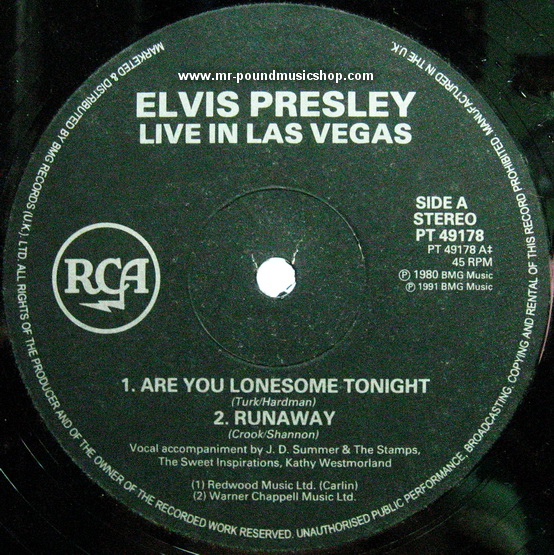 www.mr-poundmusicshop.com
ELVIS PRESLEY
LIVE IN LAS VEGAS
SIDE A
STEREO
PT 49178
PT 49178 A‡
45 RPM
℗ 1980 BMG Music
℗ 1991 BMG Music
RCA
1. ARE YOU LONESOME TONIGHT
(Turk/Hardman)
2. RUNAWAY
(Crook/Shannon)
Vocal accompaniment by J. D. Summer & The Stamps,
The Sweet Inspirations, Kathy Westmorland
(1) Redwood Music Ltd. (Carlin)
(2) Warner Chappell Music Ltd.
MARKETED & DISTRIBUTED BY BMG RECORDS (U.K.) LTD. ALL RIGHTS OF THE PRODUCER AND OF THE OWNER OF THE RECORDED WORK RESERVED. UNAUTHORISED PUBLIC PERFORMANCE, BROADCASTING, COPYING AND RENTAL OF THIS RECORD PROHIBITED. MANUFACTURED IN THE U.K.